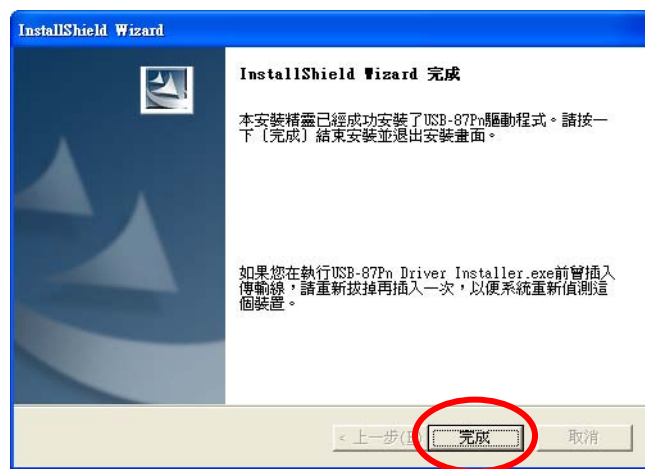 InstallShield Wizard
InstallShield Wizard 完成
本安裝精靈已經成功安裝了USB-87Pn驅動程式。請按一
下〔完成〕結束安裝並退出安裝畫面。
如果您在執行USB-87Pn Driver Installer.exe前曾插入
傳輸線，請重新拔掉再插入一次，以便系統重新偵測這
個裝置。
< 上一步(
完成
取消